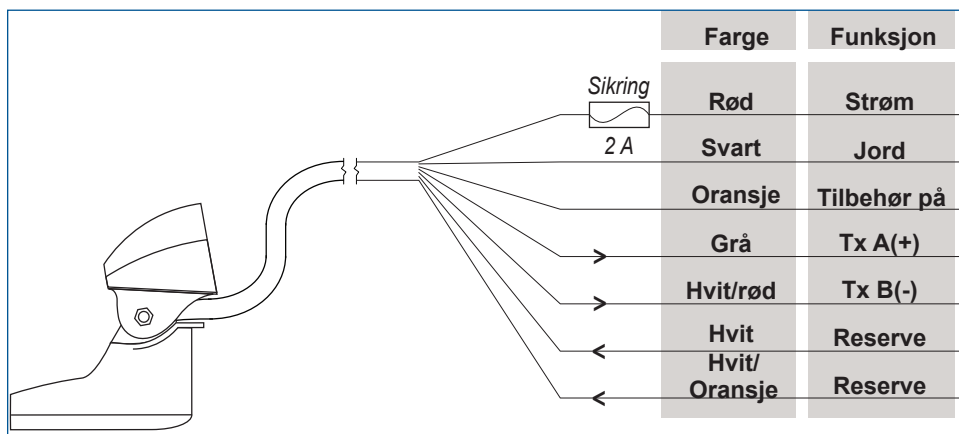 Farge Funksjon
Sikring
2 A
Rød Strøm
Svart Jord
Oransje Tilbehør på
Grå Tx A(+)
Hvit/rød Tx B(-)
Hvit Reserve
Hvit/
Oransje Reserve